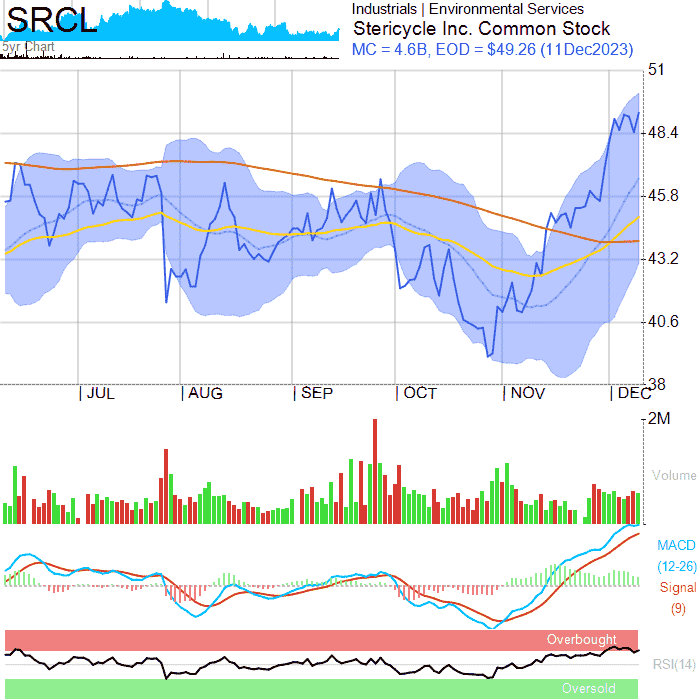 SRCL
5yr Chart
Industrials | Environmental Services
Stericycle Inc. Common Stock
MC = 4.6B, EOD = $49.26 (11Dec2023)
51
48.4
45.8
43.2
40.6
38
| JUL | AUG | SEP | OCT | NOV | DEC
2M
Volume
MACD
(12-26)
Signal
(9)
Overbought
RSI(14)
Oversold